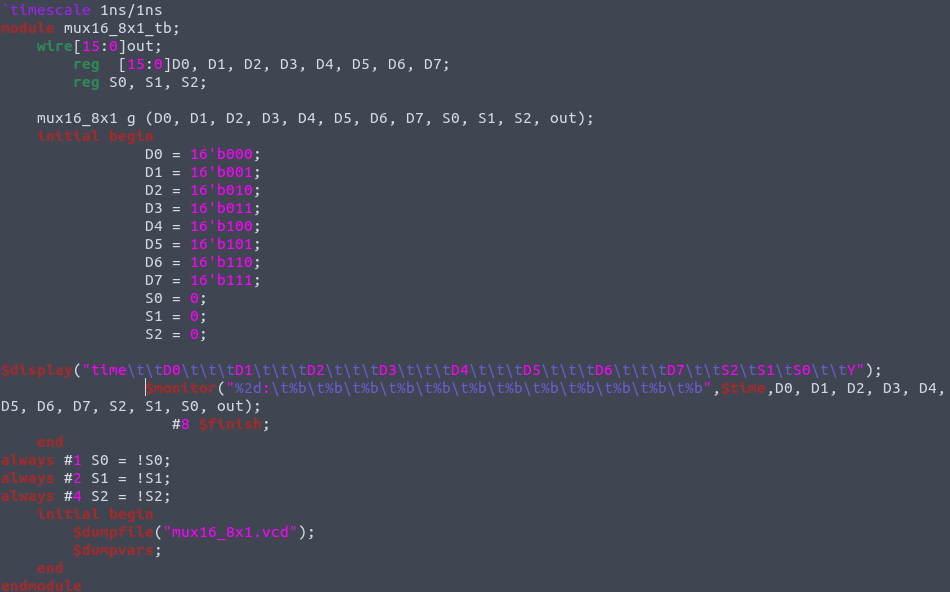 `timescale 1ns/1ns
module mux16_8x1_tb;
    wire[15:0]out;
        reg  [15:0]D0, D1, D2, D3, D4, D5, D6, D7;
        reg S0, S1, S2;
    mux16_8x1 g (D0, D1, D2, D3, D4, D5, D6, D7, S0, S1, S2, out);
    initial begin
                D0 = 16'b000;
                D1 = 16'b001;
                D2 = 16'b010;
                D3 = 16'b011;
                D4 = 16'b100;
                D5 = 16'b101;
                D6 = 16'b110;
                D7 = 16'b111;
                S0 = 0;
                S1 = 0;
                S2 = 0;
$display("time\t\tD0\t\t\tD1\t\t\tD2\t\t\tD3\t\t\tD4\t\t\tD5\t\t\tD6\t\t\tD7\t\tS2\tS1\tS0\t\tY");
                $monitor("%2d:\t%b\t%b\t%b\t%b\t%b\t%b\t%b\t%b\t%b\t%b\t%b\t%b",$time,D0, D1, D2, D3, D4,
D5, D6, D7, S2, S1, S0, out);
                   #8 $finish;
    end
always #1 S0 = !S0;
always #2 S1 = !S1;
always #4 S2 = !S2;
    initial begin
        $dumpfile("mux16_8x1.vcd");
        $dumpvars;
    end
endmodule